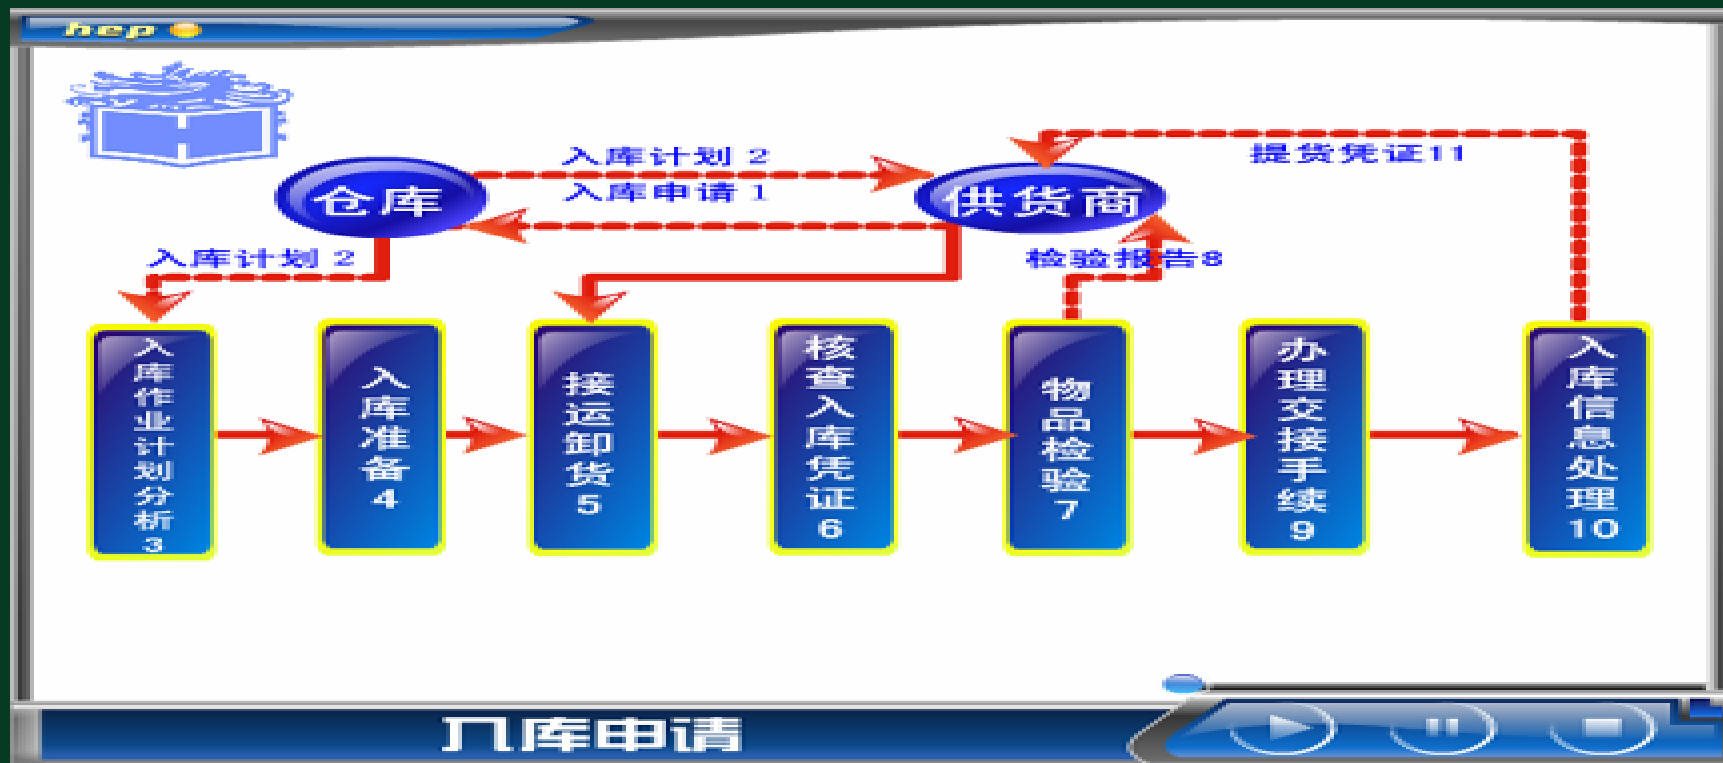 hep
入库计划 2
提货凭证11
仓库
入库申请 1
供货商
入库计划 2
检验报告8
入库作业计划分析3
入库准备4
接运卸货5
核查入库凭证6
物品检验7
办理交接手续9
入库信息处理10
入库申请